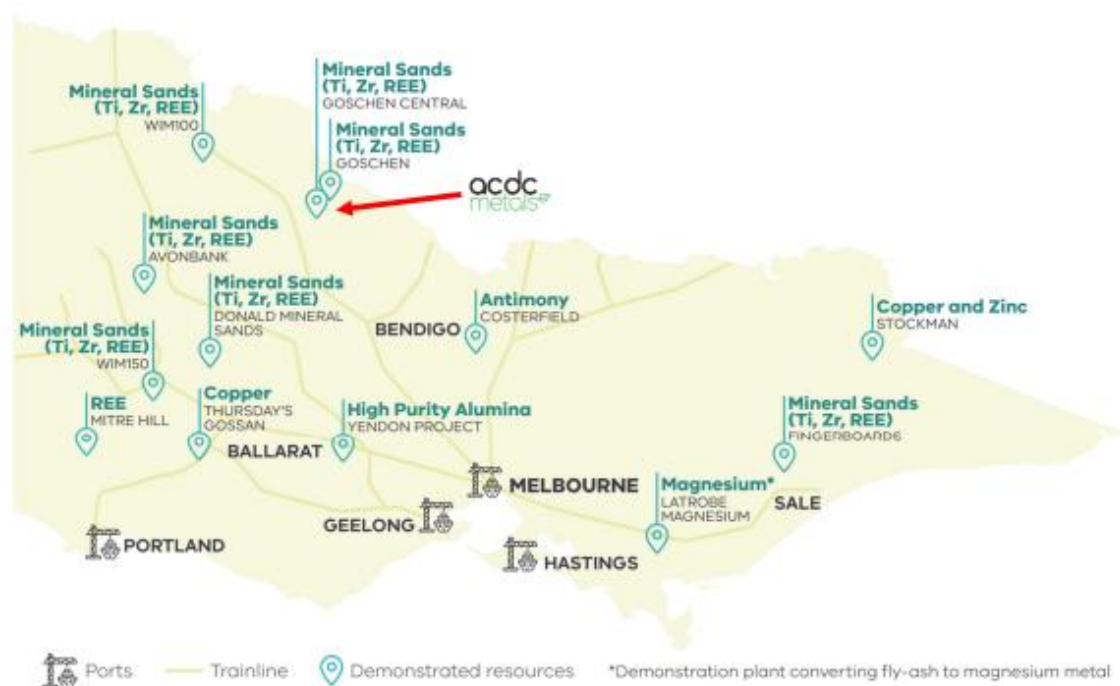 Mineral Sands
(Ti, Zr, REE)
GOSCHEN CENTRAL
Mineral Sands
(Ti, Zr, REE)
WIM100
Mineral Sands
(Ti, Zr, REE)
GOSCHEN
acdc
metals
Mineral Sands
(Ti, Zr, REE)
AVONBANK
Mineral Sands
(Ti, Zr, REE)
DONALD MINERAL
SANDS
Antimony
COSTERFIELD
BENDIGO
Copper and Zinc
STOCKMAN
Mineral Sands
(Ti, Zr, REE)
WIM150
REE
MITRE HILL
Copper
THURSDAY'S
GOSSAN
High Purity Alumina
YENDON PROJECT
Mineral Sands
(Ti, Zr, REE)
FINGERBOARDS
BALLARAT
MELBOURNE
Magnesium*
LATROBE
MAGNESIUM
SALE
GEELONG
PORTLAND
HASTINGS
Ports
Trainline
Demonstrated resources
*Demonstration plant converting fly-ash to magnesium metal